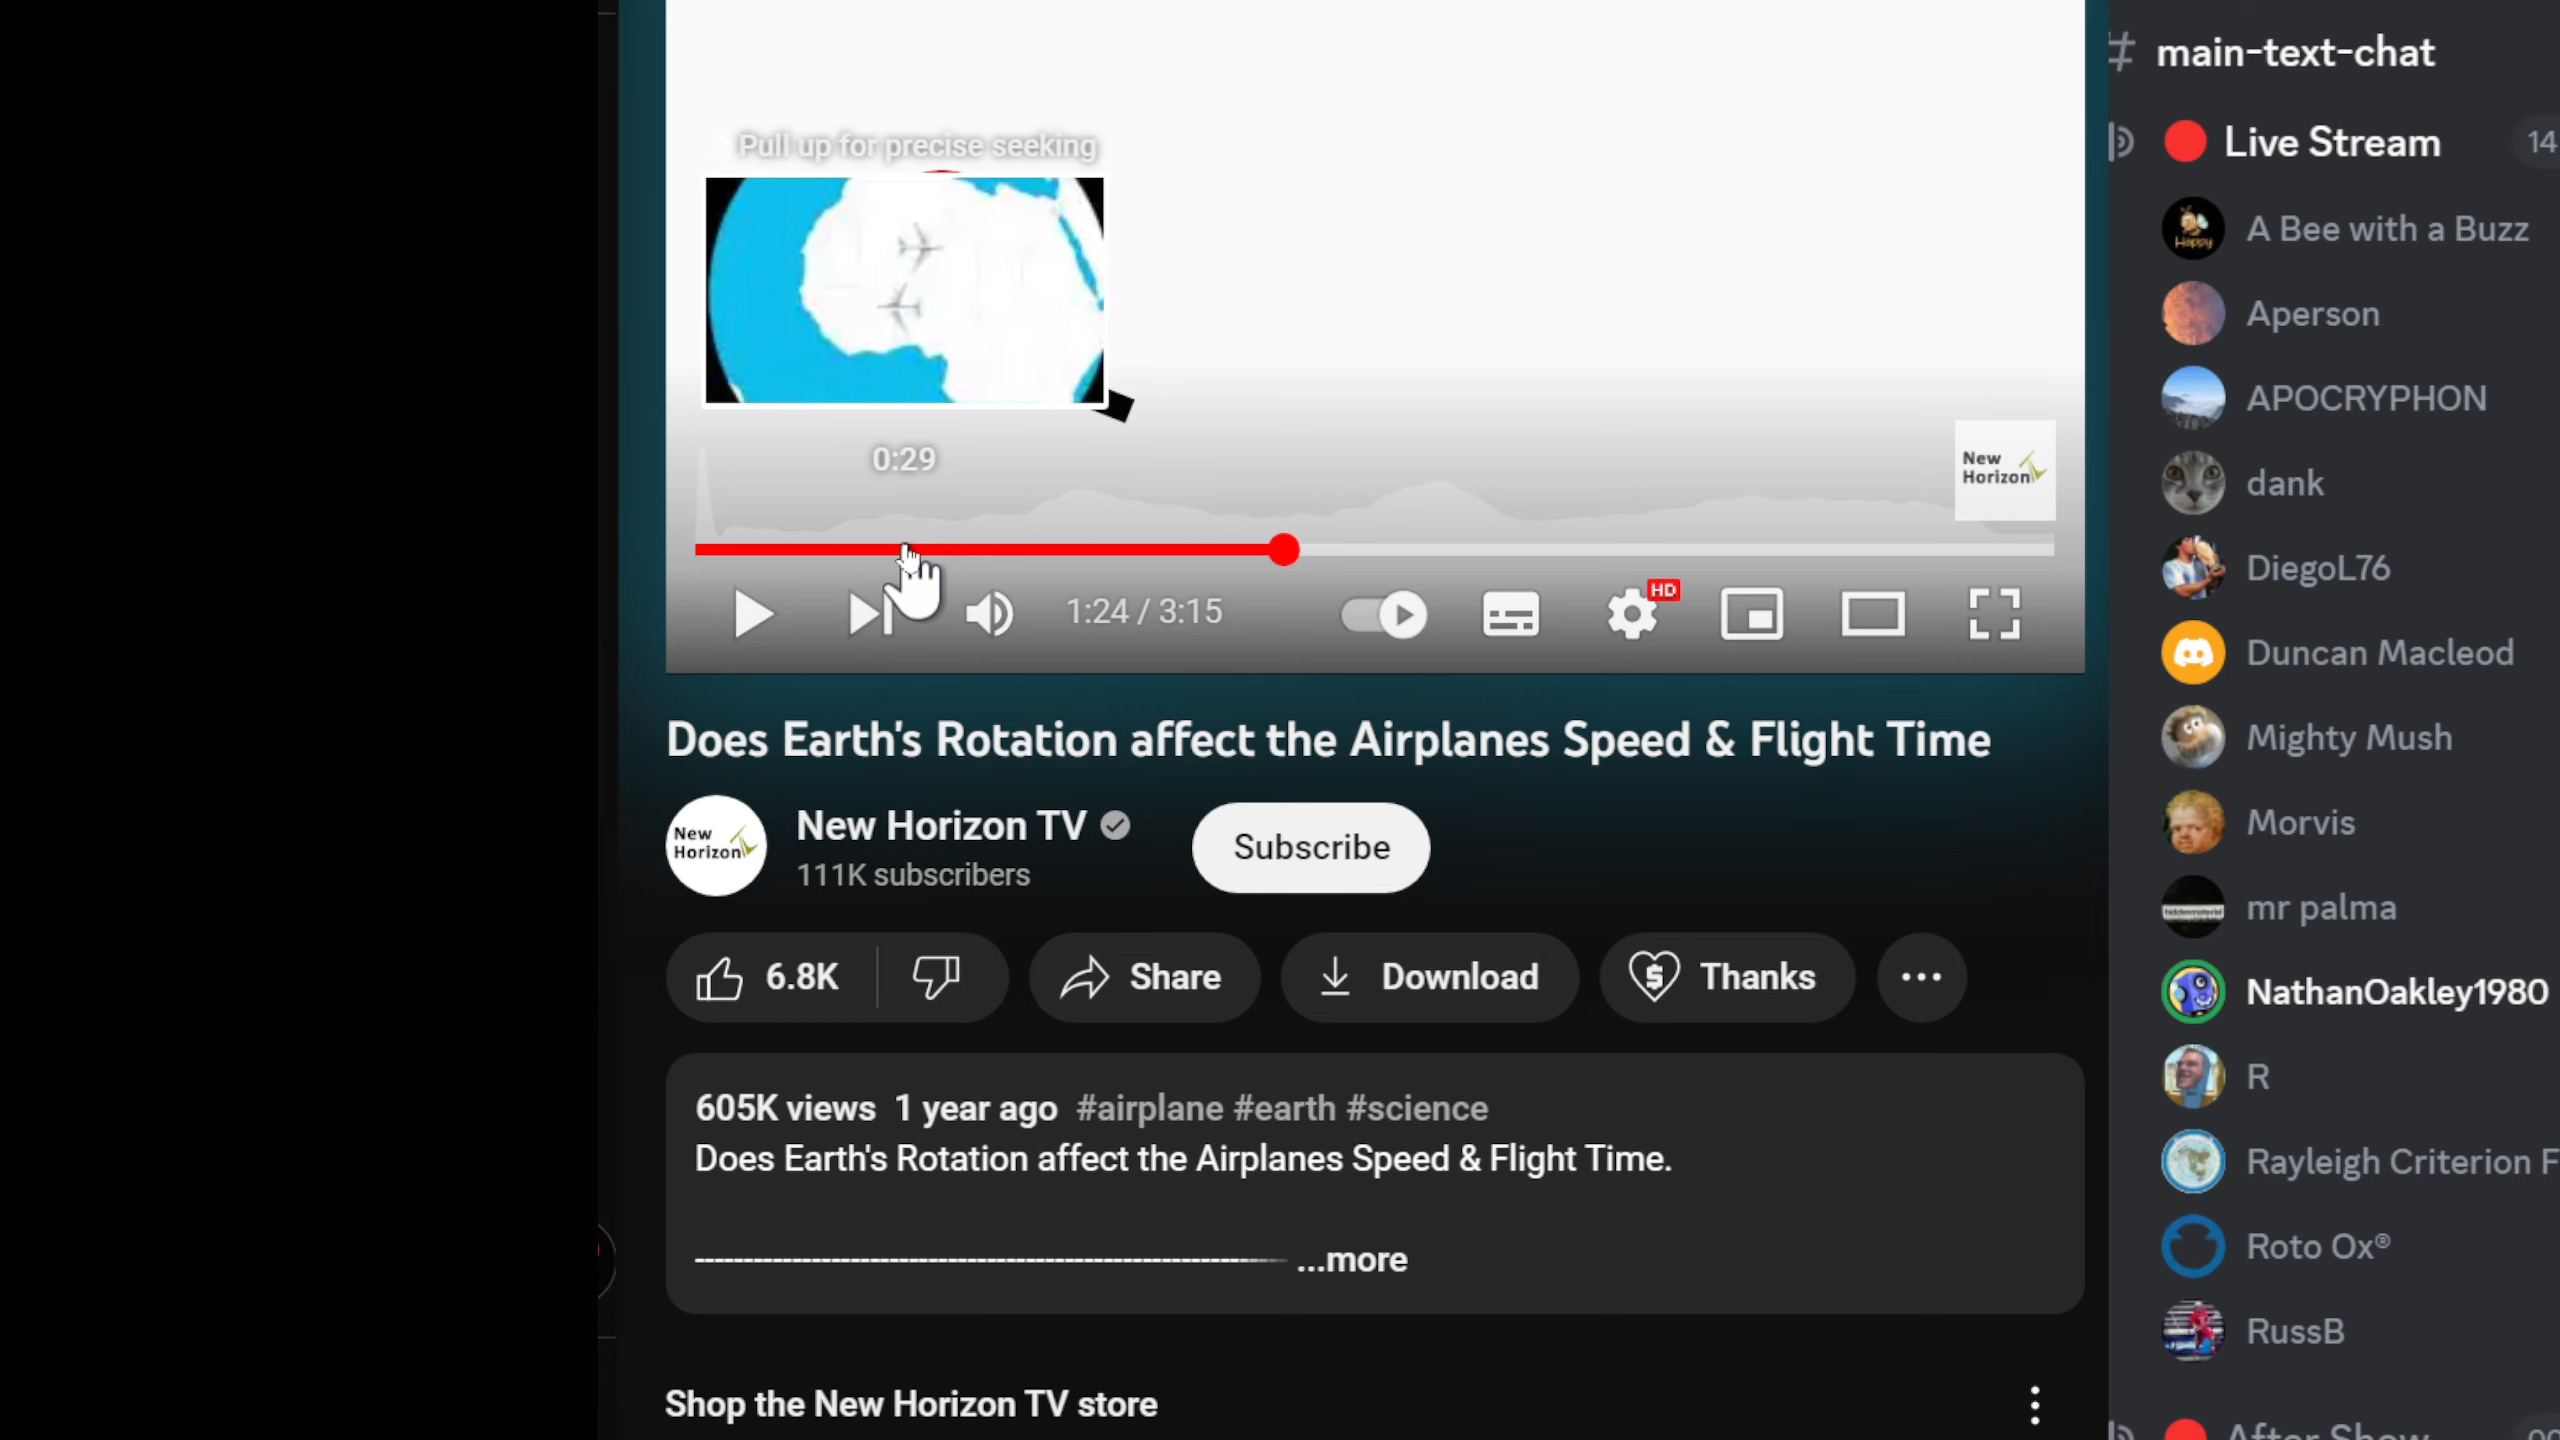 Pull up for precise seeking
0:29
New
Horizon
HD
1:24 / 3:15
Does Earth's Rotation affect the Airplanes Speed & Flight Time
New
Horizon
New Horizon TV
111K subscribers
Subscribe
6.8K
Share
Download
Thanks
605K views 1 year ago #airplane #earth #science
Does Earth's Rotation affect the Airplanes Speed & Flight Time.
...more
Shop the New Horizon TV store
# main-text-chat
Live Stream
14
Happy
A Bee with a Buzz
Aperson
APOCRYPHON
dank
DiegoL76
Duncan Macleod
Mighty Mush
Morvis
mr palma
NathanOakley1980
R
Rayleigh Criterion F
Roto Ox®
RussB
After Show